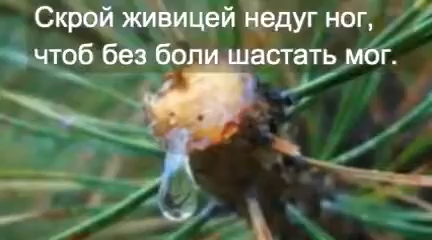 Скрой живицей недуг ног,
чтоб без боли шастать мог.